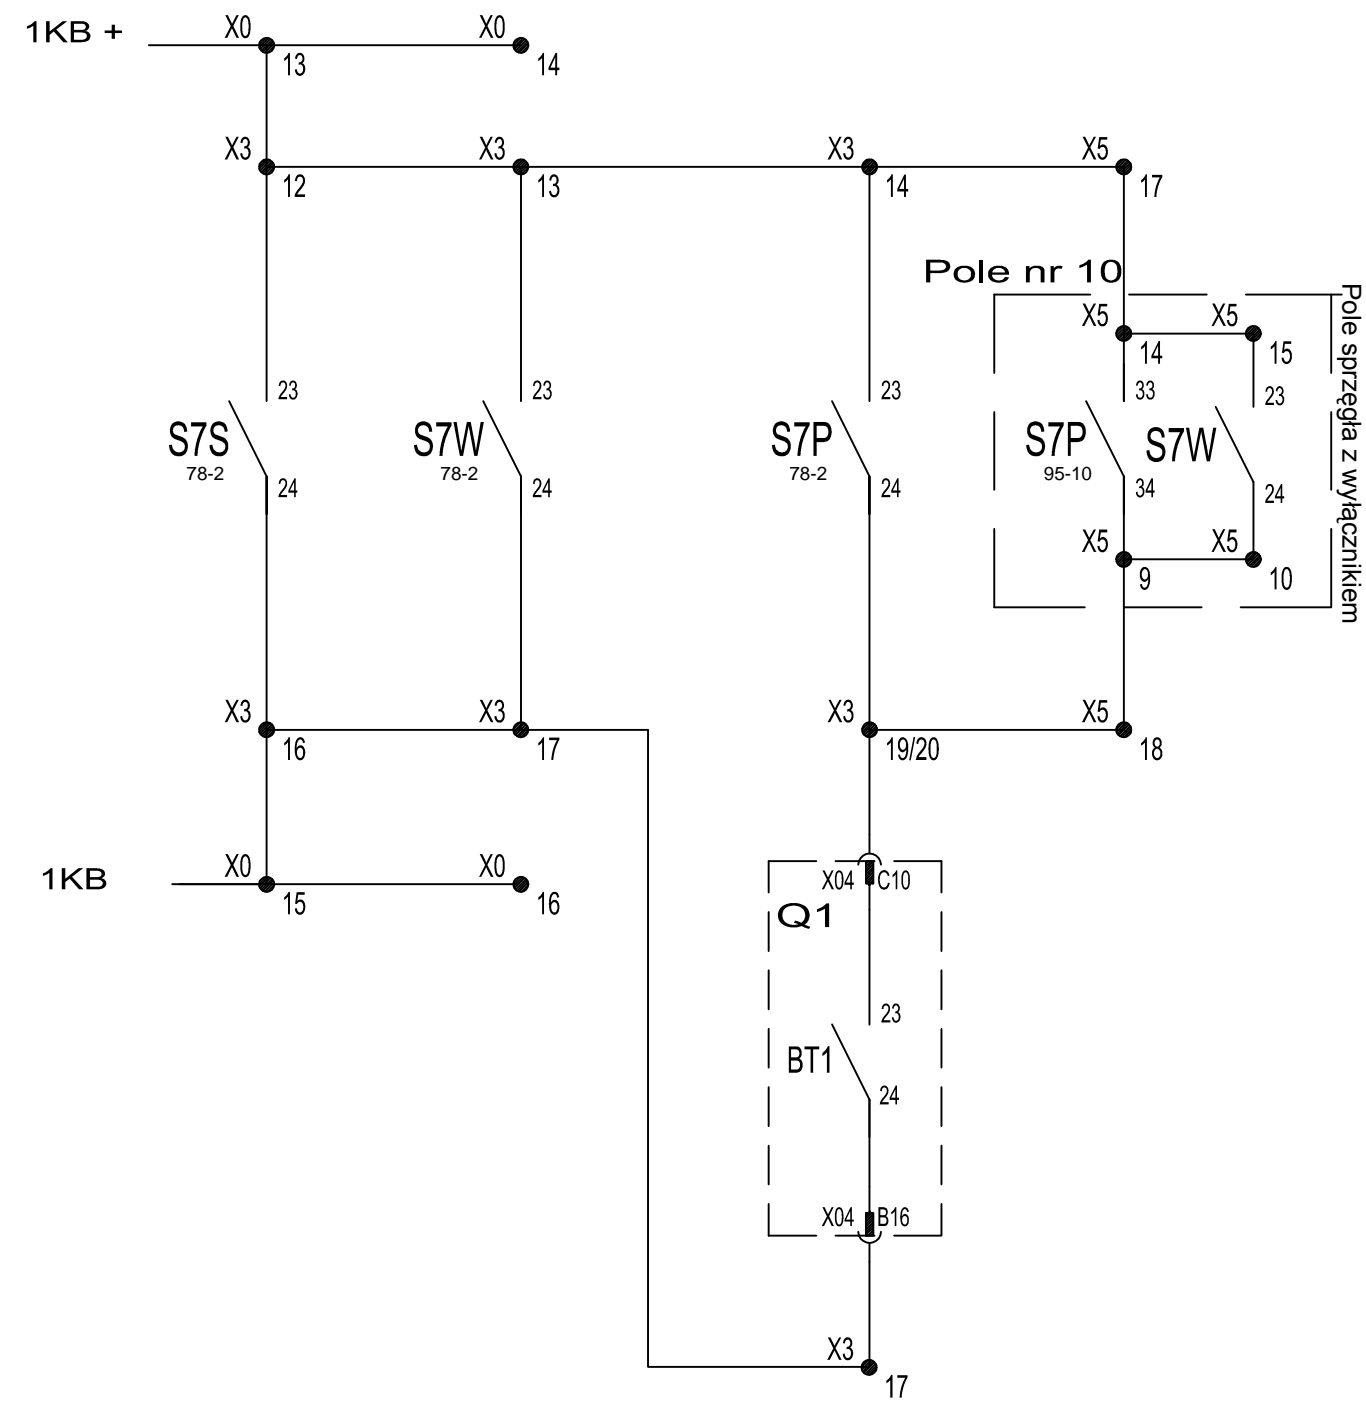 1KB +
X0
13
X0
14
X3
12
X3
13
X3
14
X5
17
Pole nr 10
Pole sprzęgła z wyłącznikiem
X5
14
X5
15
S7S
78-2
23
24
S7W
78-2
23
24
S7P
78-2
23
24
S7P
95-10
33
34
S7W
23
24
X5
9
X5
10
X3
16
X3
17
X3
19/20
X5
18
1KB
X0
15
X0
16
X04
C10
Q1
BT1
23
24
X04
B16
X3
17